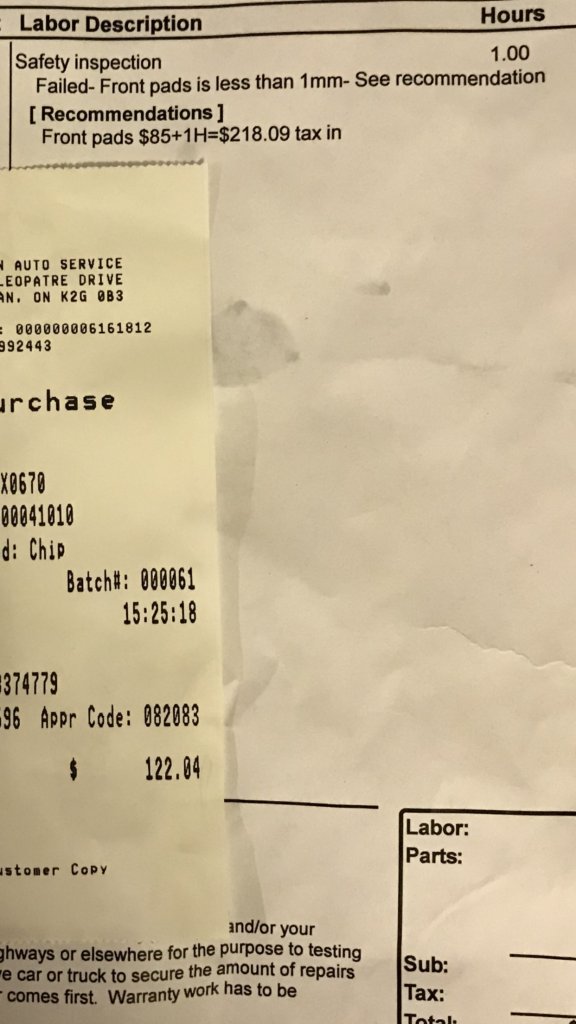 Labor Description Hours
Safety inspection 1.00
Failed- Front pads is less than 1mm- See recommendation
[ Recommendations ]
Front pads $85+1H=$218.09 tax in
AUTO SERVICE
LEOPATRE DRIVE
AN, ON K2G 0B3
: 000000006161812
992443
urchase
X0670
00041010
d: Chip
Batch#: 000061
15:25:18
374779
96 Appr Code: 082083
$ 122.04
ustomer Copy
and/or your
ghways or elsewhere for the purpose to testing
e car or truck to secure the amount of repairs
comes first. Warranty work has to be
Labor:
Parts:
Sub:
Tax:
Total: